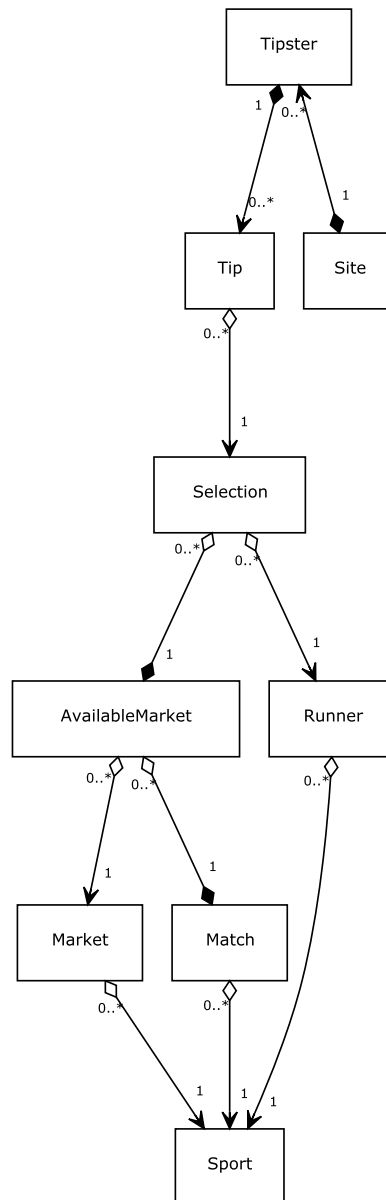 Tipster
1
0..*
0..*
1
Tip
Site
0..*
1
Selection
0..*
0..*
1
1
AvailableMarket
Runner
0..*
0..*
0..*
1
1
Market
Match
0..*
0..*
1
1
1
Sport